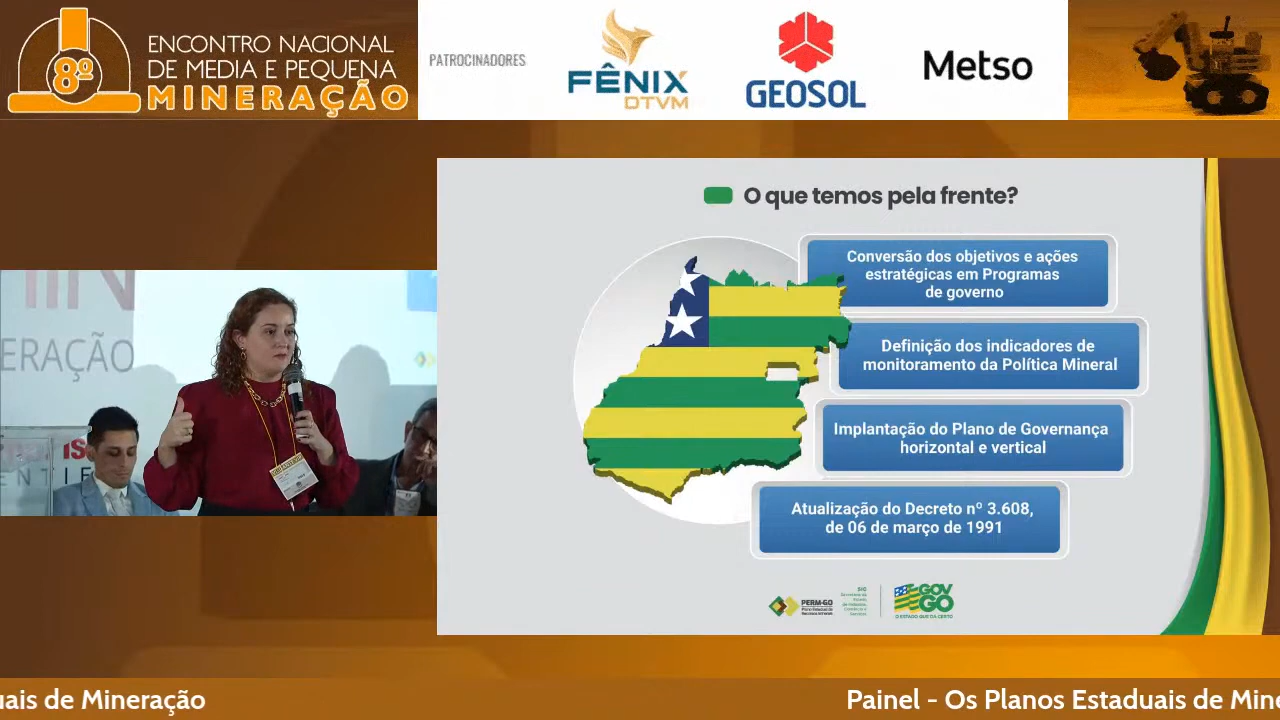 8º
ENCONTRO NACIONAL
DE MEDIA E PEQUENA
MINERAÇÃO
PATROCINADORES
FÊNIX
DTVM
GEOSOL
Metso
O que temos pela frente?
Conversão dos objetivos e ações
estratégicas em Programas
de governo
Definição dos indicadores de
monitoramento da Política Mineral
Implantação do Plano de Governança
horizontal e vertical
Atualização do Decreto nº 3.608,
de 06 de março de 1991
ERAÇÃO
PERM-GO
GOV
GO
O ESTADO QUE DÁ CERTO
uais de Mineração
Painel - Os Planos Estaduais de Mine